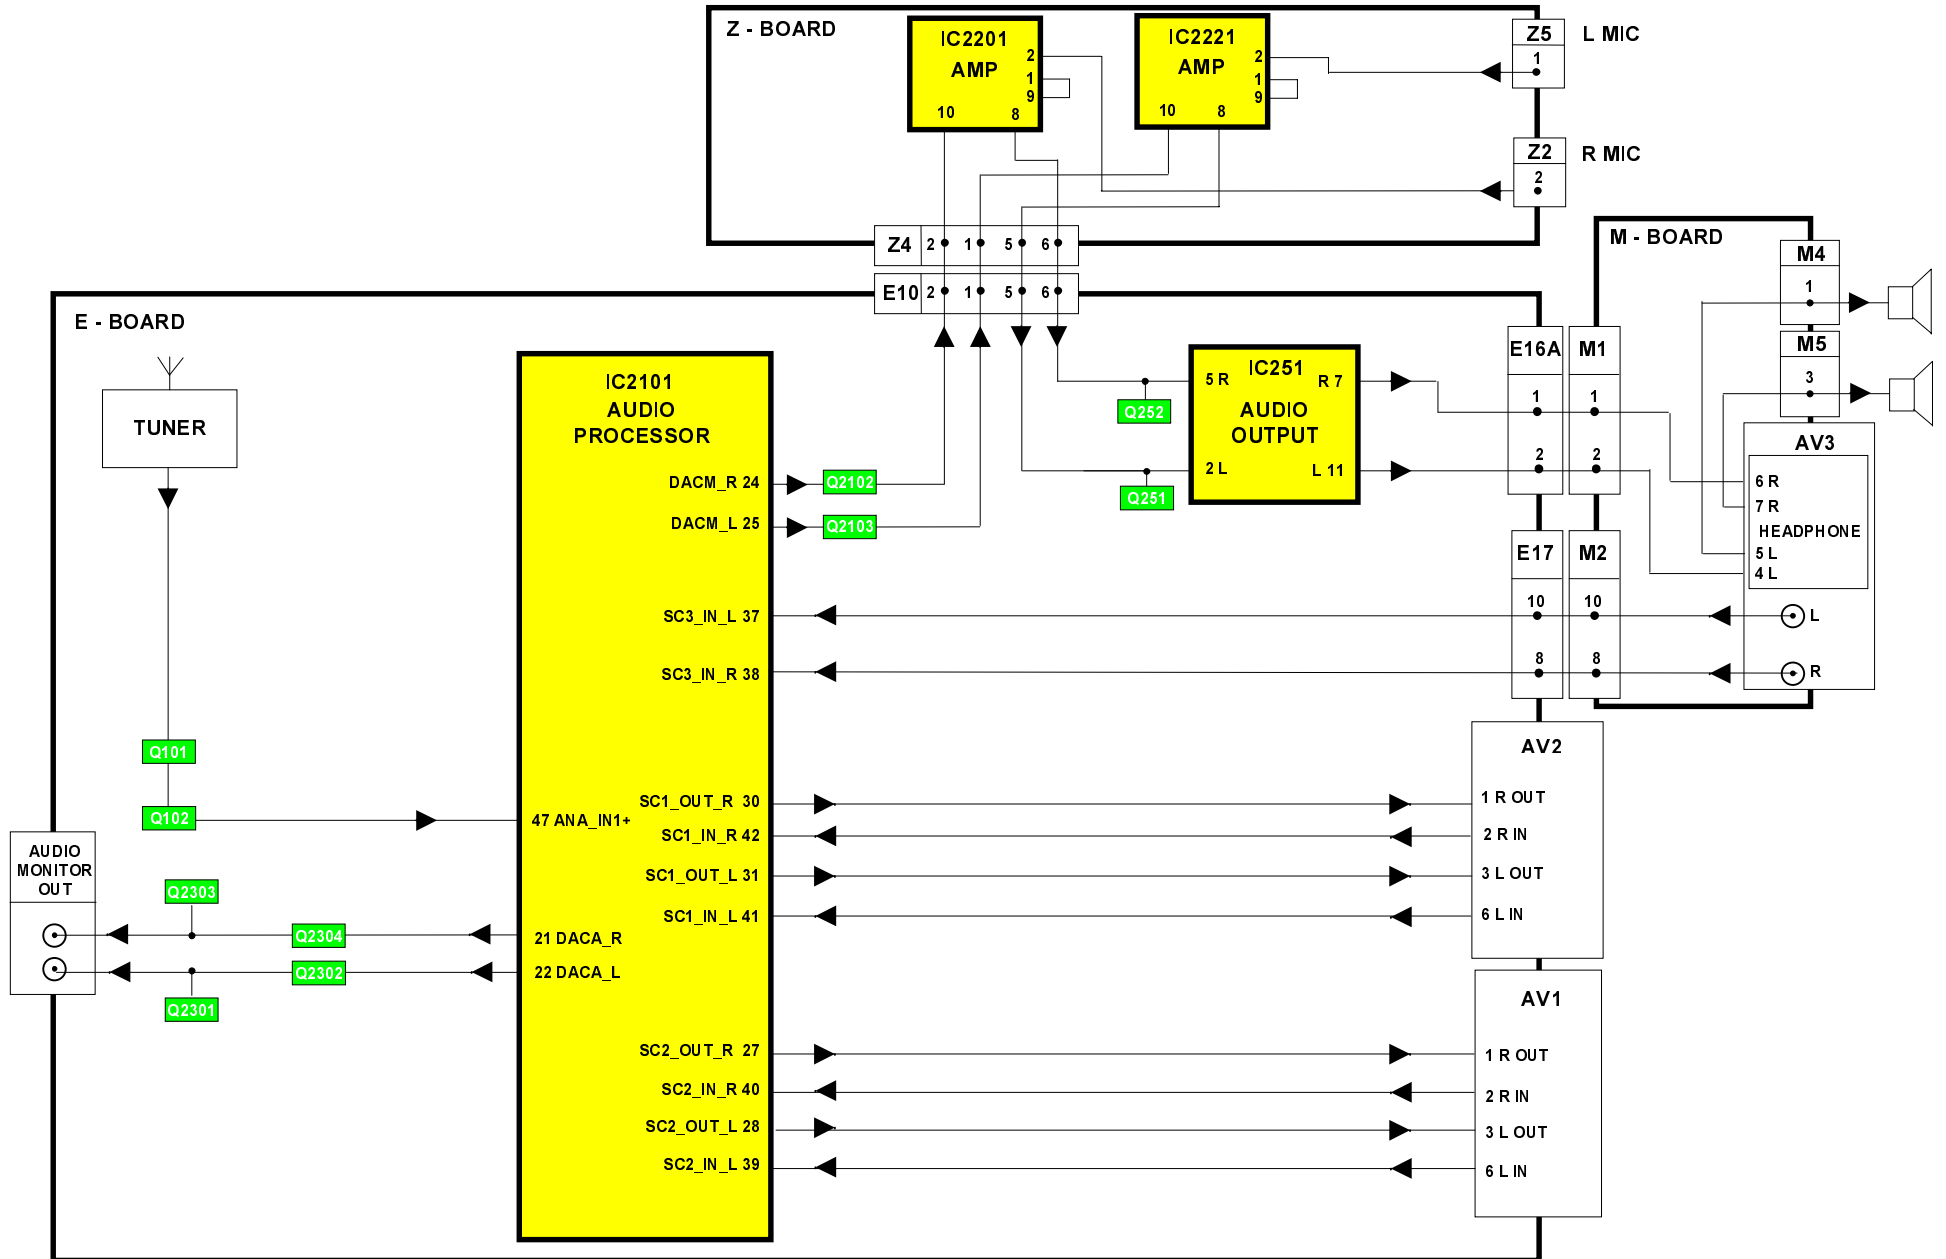 Z - BOARD
IC2201
AMP
2
1
9
10
8
IC2221
AMP
2
1
9
10
8
Z5
1
L MIC
Z2
2
R MIC
Z4 2 1 5 6
E10 2 1 5 6
M - BOARD
M4
1
M5
3
E - BOARD
TUNER
IC2101
AUDIO
PROCESSOR
DACM_R 24
DACM_L 25
Q2102
Q2103
Q252
Q251
IC251
AUDIO
OUTPUT
5 R
R 7
2 L
L 11
E16A
1
2
M1
1
2
AV3
6 R
7 R
HEADPHONE
5 L
4 L
L
R
E17
10
8
M2
10
8
SC3_IN_L 37
SC3_IN_R 38
Q101
Q102
47 ANA_IN1+
SC1_OUT_R 30
SC1_IN_R 42
SC1_OUT_L 31
SC1_IN_L 41
AV2
1 R OUT
2 R IN
3 L OUT
6 L IN
AUDIO
MONITOR
OUT
Q2303
Q2304
Q2302
Q2301
21 DACA_R
22 DACA_L
SC2_OUT_R 27
SC2_IN_R 40
SC2_OUT_L 28
SC2_IN_L 39
AV1
1 R OUT
2 R IN
3 L OUT
6 L IN